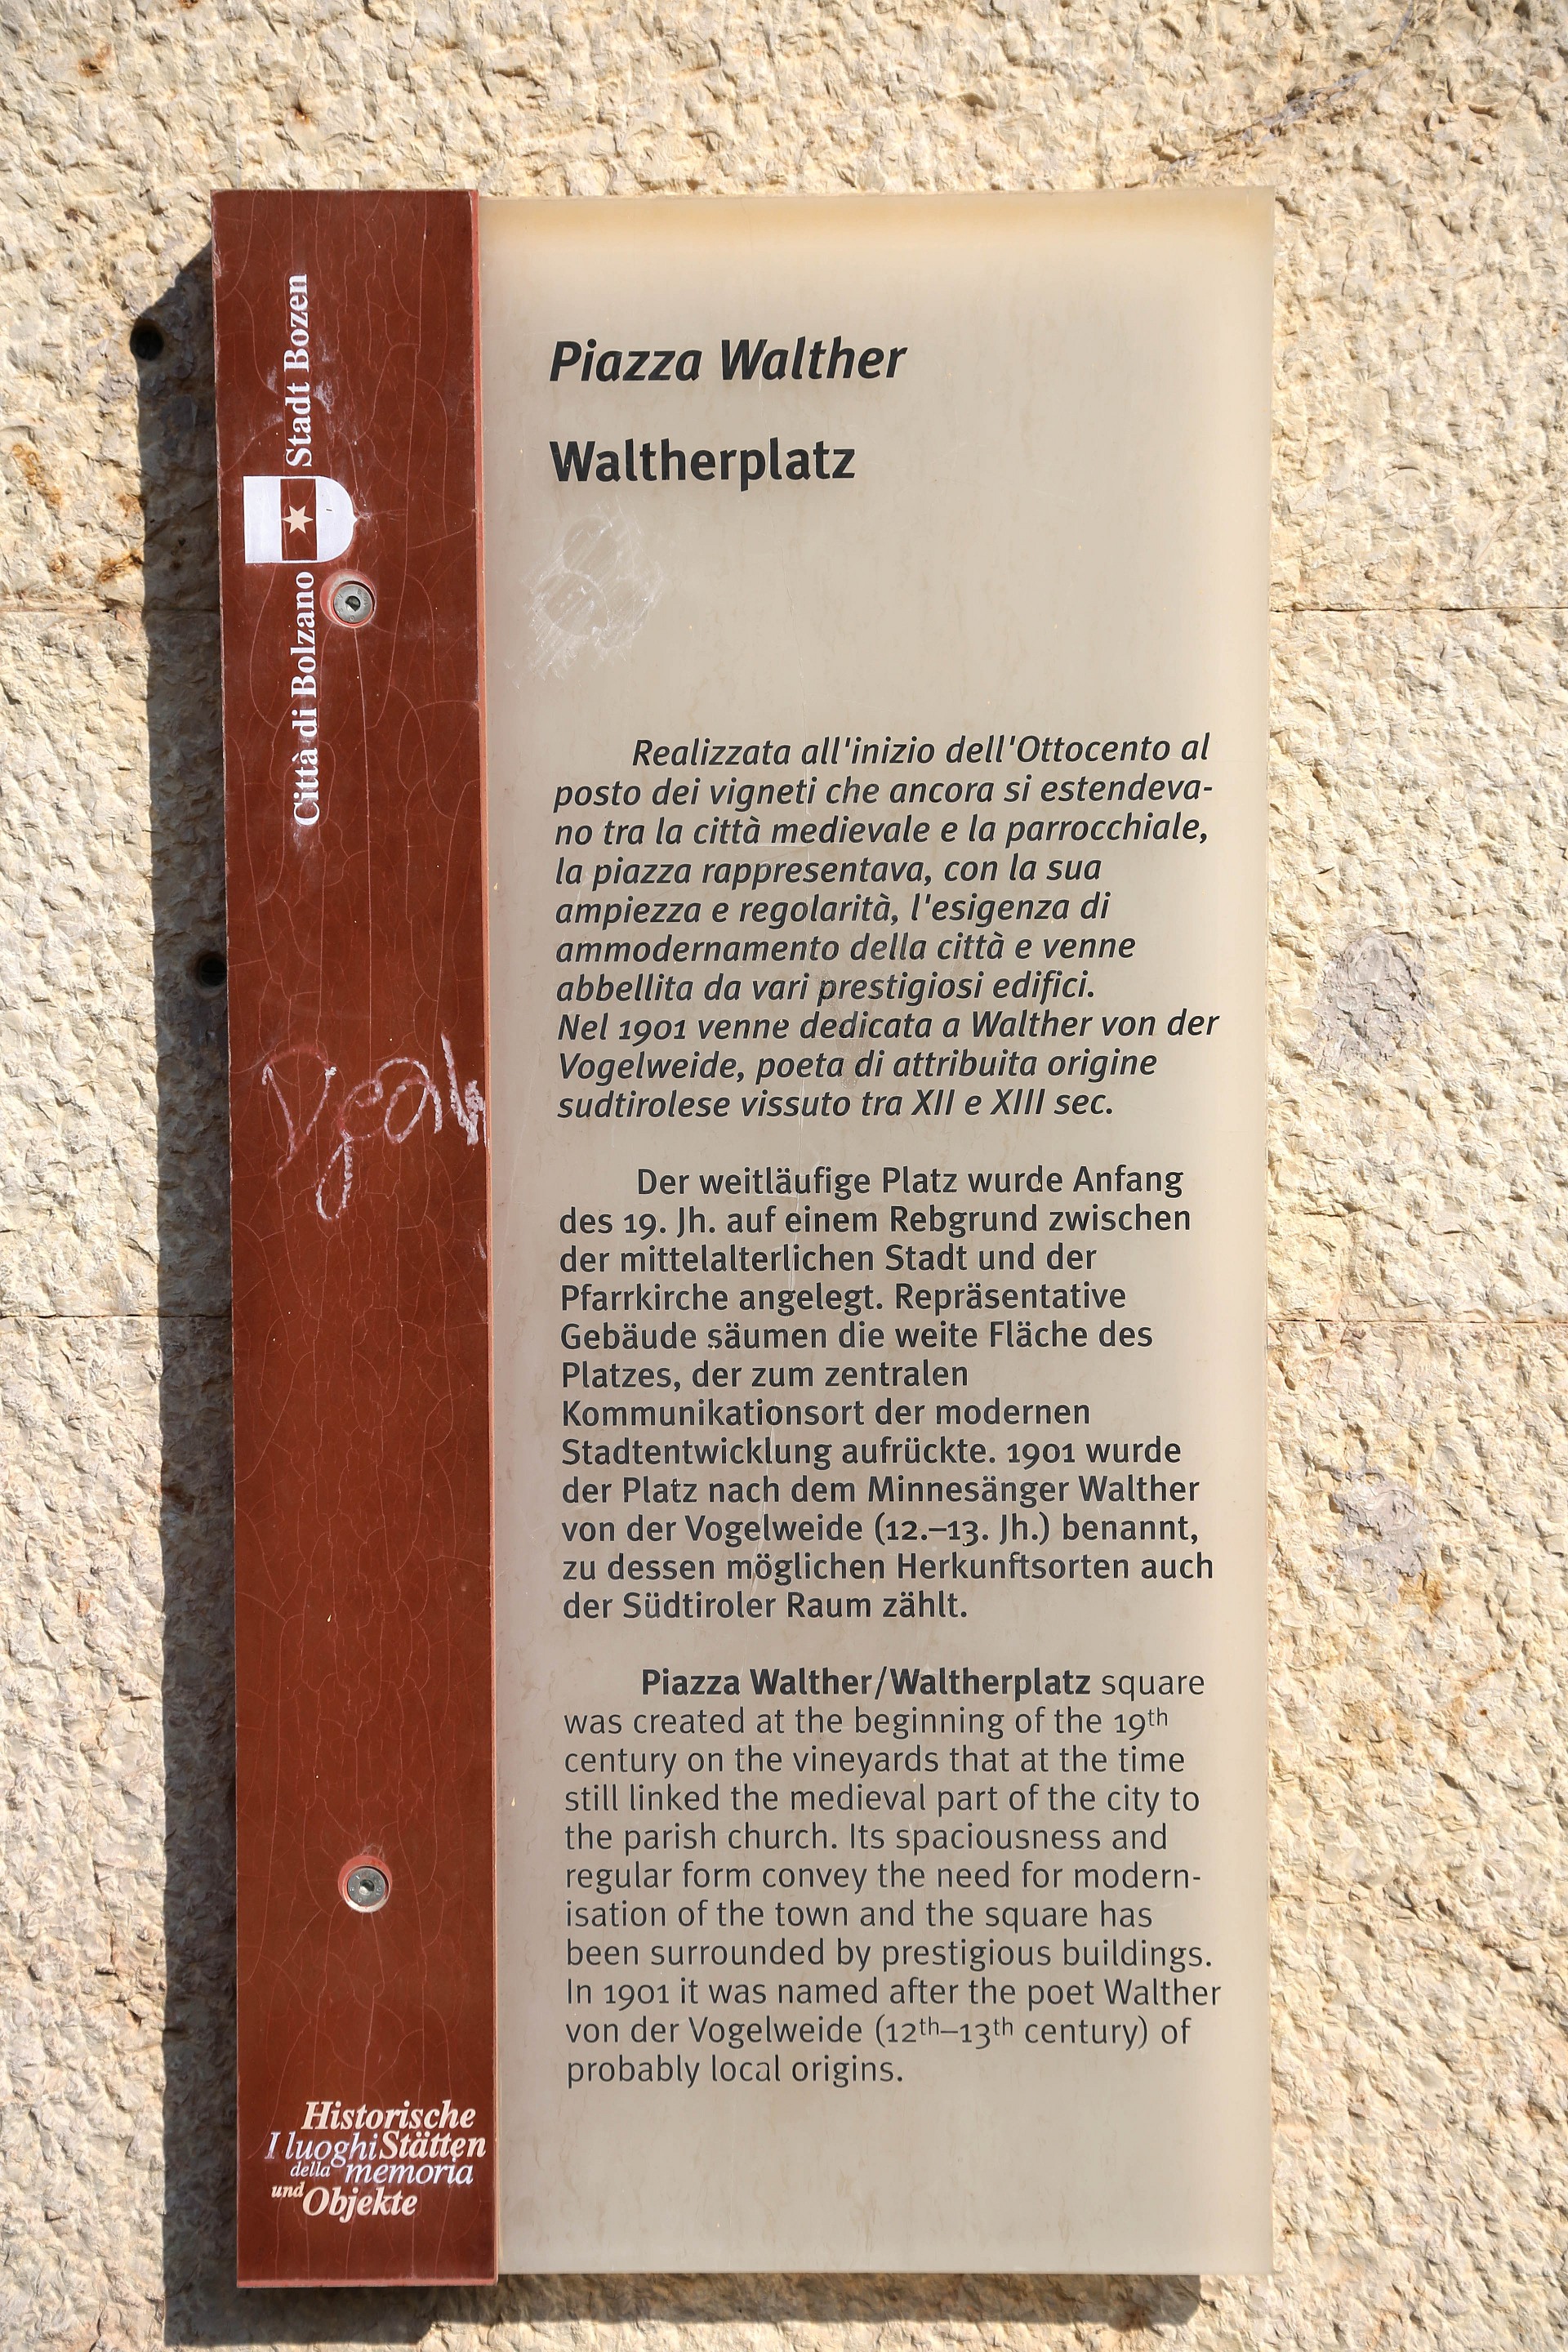 Stadt Bozen
Città di Bolzano
Piazza Walther
Waltherplatz
Realizzata all'inizio dell'Ottocento al
posto dei vigneti che ancora si estendeva-
no tra la città medievale e la parrocchiale,
la piazza rappresentava, con la sua
ampiezza e regolarità, l'esigenza di
ammodernamento della città e venne
abbellita da vari prestigiosi edifici.
Nel 1901 venne dedicata a Walther von der
Vogelweide, poeta di attribuita origine
sudtirolese vissuto tra XII e XIII sec.
Der weitläufige Platz wurde Anfang
des 19. Jh. auf einem Rebgrund zwischen
der mittelalterlichen Stadt und der
Pfarrkirche angelegt. Repräsentative
Gebäude säumen die weite Fläche des
Platzes, der zum zentralen
Kommunikationsort der modernen
Stadtentwicklung aufrückte. 1901 wurde
der Platz nach dem Minnesänger Walther
von der Vogelweide (12.–13. Jh.) benannt,
zu dessen möglichen Herkunftsorten auch
der Südtiroler Raum zählt.
Piazza Walther/Waltherplatz square
was created at the beginning of the 19th
century on the vineyards that at the time
still linked the medieval part of the city to
the parish church. Its spaciousness and
regular form convey the need for modern-
isation of the town and the square has
been surrounded by prestigious buildings.
In 1901 it was named after the poet Walther
von der Vogelweide (12th–13th century) of
probably local origins.
Historische
I luoghi Stätten
della memoria
und Objekte